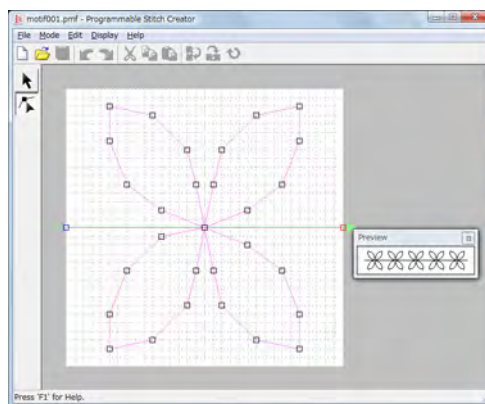 motif001.pmf - Programmable Stitch Creator
File Mode Edit Display Help
Preview
Press 'F1' for Help.